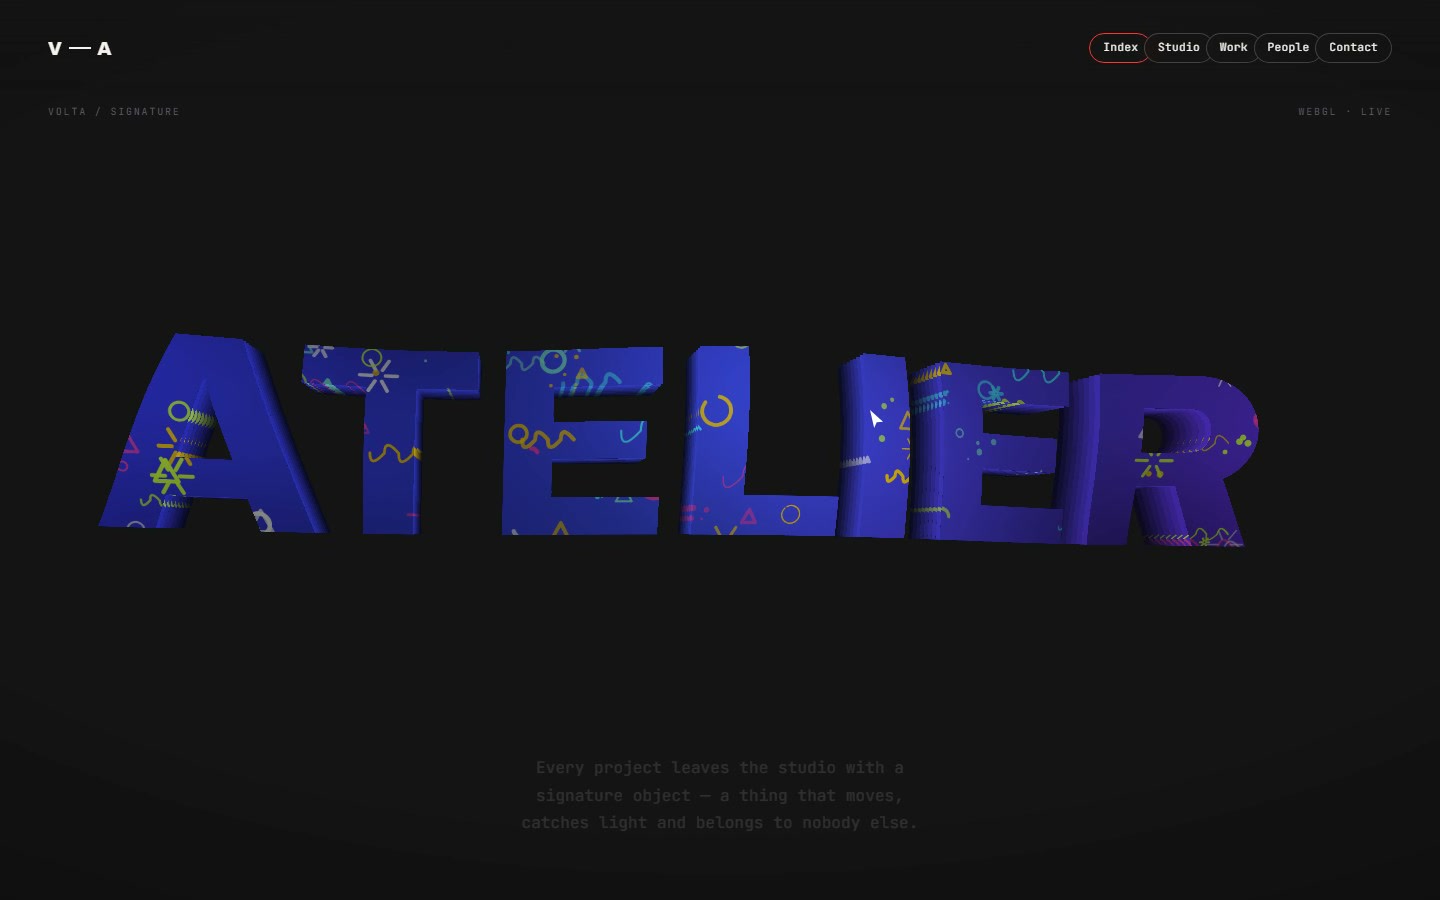 V — A
Index Studio Work People Contact
VOLTA / SIGNATURE
WEBGL · LIVE
ATELIER
Every project leaves the studio with a
signature object — a thing that moves,
catches light and belongs to nobody else.